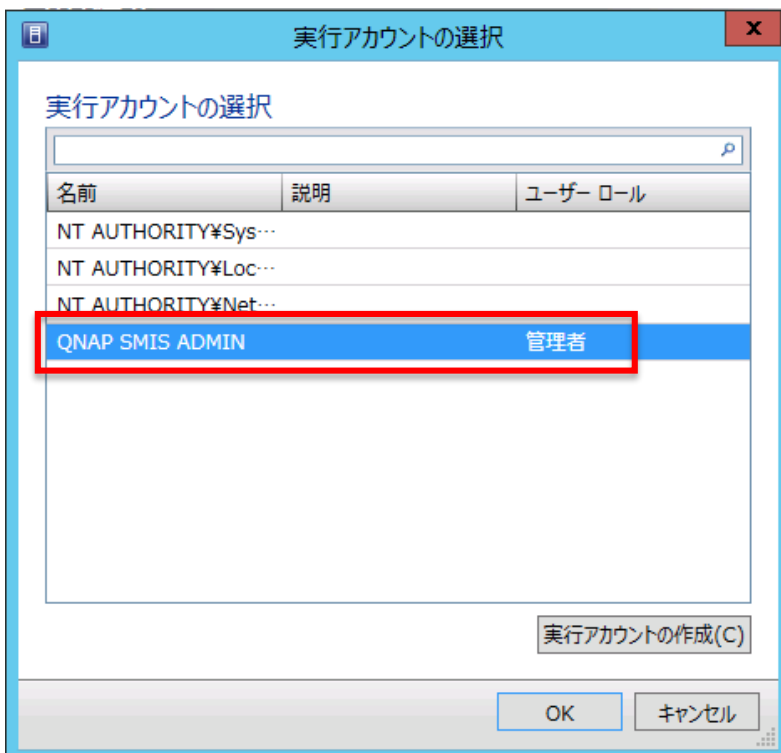 実行アカウントの選択
x
実行アカウントの選択
名前 説明 ユーザー ロール
NT AUTHORITY¥Sys…
NT AUTHORITY¥Loc…
NT AUTHORITY¥Net…
QNAP SMIS ADMIN 管理者
実行アカウントの作成(C)
OK キャンセル